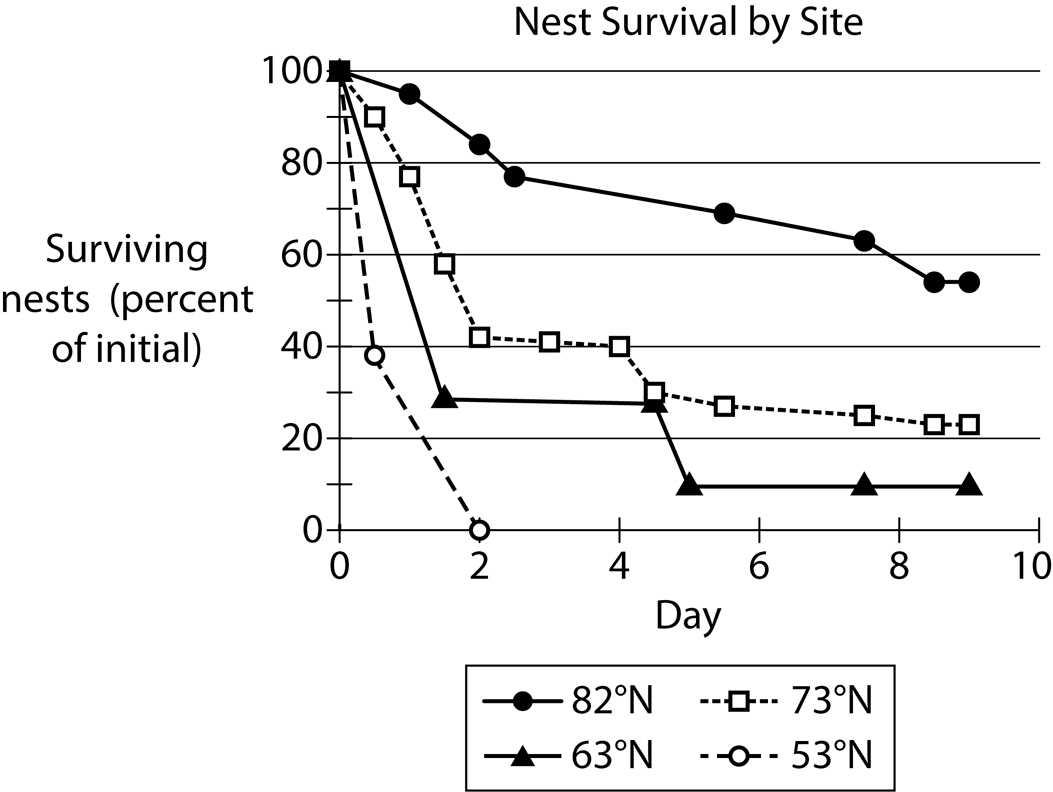 Nest Survival by Site
100
80
60
40
20
0
Surviving
nests (percent
of initial)
0 2 4 6 8 10
Day
82°N 73°N
63°N 53°N